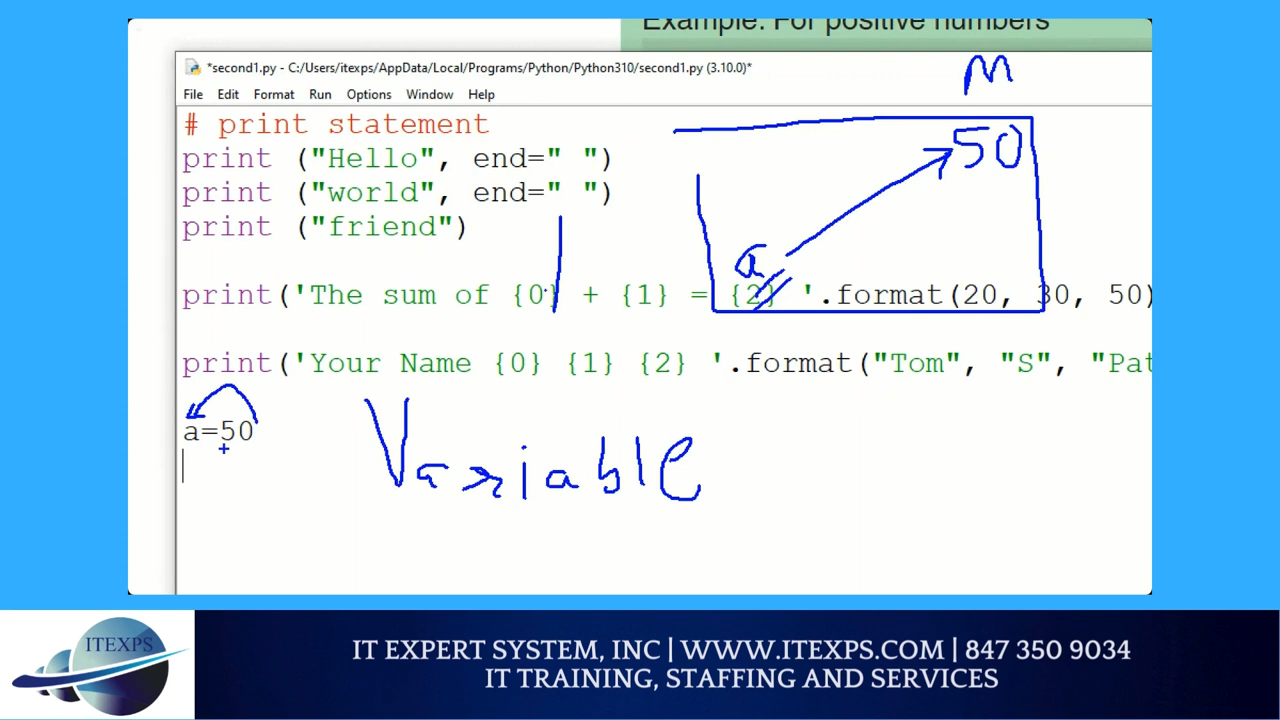 Example: For positive numbers
*second1.py - C:/Users/itexps/AppData/Local/Programs/Python/Python310/second1.py (3.10.0)*
File Edit Format Run Options Window Help
M
# print statement
print ("Hello", end=" ")
50
print ("world", end=" ")
print ("friend")
a
print('The sum of {0} + {1} = {2} '.format(20, 30, 50)
print('Your Name {0} {1} {2} '.format("Tom", "S", "Pat
a=50
Variable
ITEXPS
IT EXPERT SYSTEM, INC | WWW.ITEXPS.COM | 847 350 9034
IT TRAINING, STAFFING AND SERVICES